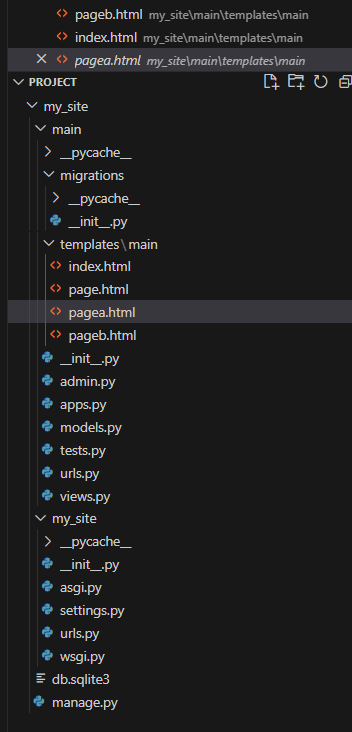 pageb.html my_site\main\templates\main
index.html my_site\main\templates\main
pagea.html my_site\main\templates\main
PROJECT
my_site
main
__pycache__
migrations
__pycache__
__init__.py
templates\main
index.html
page.html
pagea.html
pageb.html
__init__.py
admin.py
apps.py
models.py
tests.py
urls.py
views.py
my_site
__pycache__
__init__.py
asgi.py
settings.py
urls.py
wsgi.py
db.sqlite3
manage.py